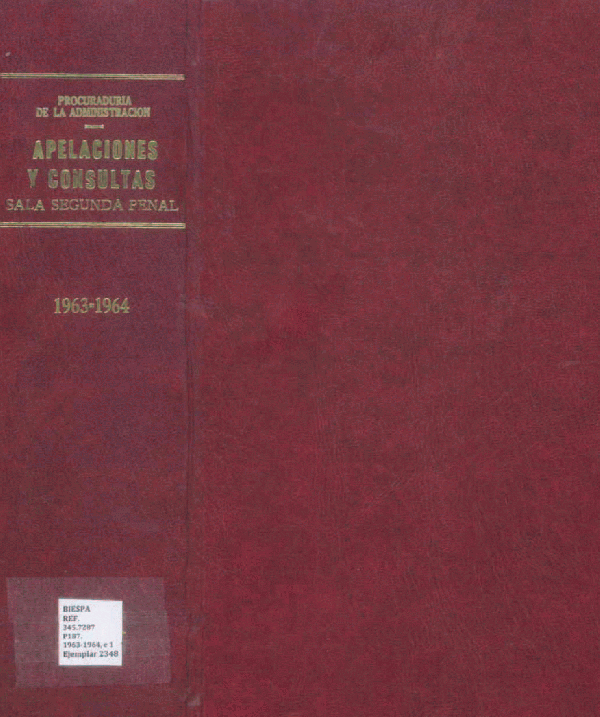 PROCURADURIA
DE LA ADMINISTRACION
APELACIONES
Y CONSULTAS
SALA SEGUNDA PENAL
1963-1964
BIESPA
REF.
345.7287
P187.
1963-1964, e 1
Ejemplar 2348